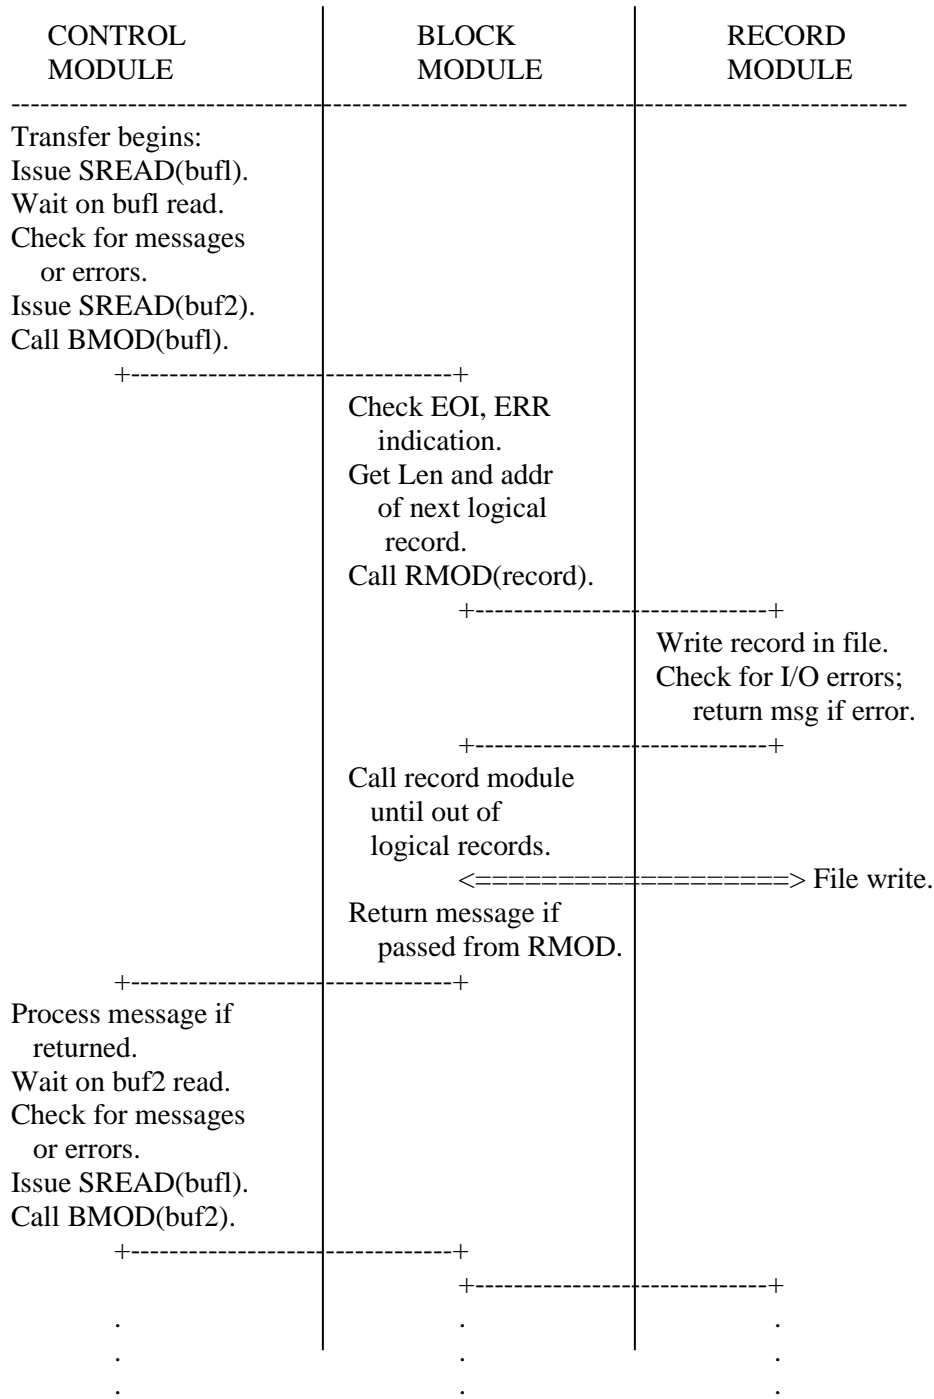 CONTROL BLOCK RECORD
MODULE MODULE MODULE
--------------------------------------------------------------------------------------------
Transfer begins:
Issue SREAD(bufl).
Wait on bufl read.
Check for messages
or errors.
Issue SREAD(buf2).
Call BMOD(bufl).
+---------------------------------+
Check EOI, ERR
indication.
Get Len and addr
of next logical
record.
Call RMOD(record).
+------------------------------+
Write record in file.
Check for I/O errors;
return msg if error.
+------------------------------+
Call record module
until out of
logical records.
<===================> File write.
Return message if
passed from RMOD.
+---------------------------------+
Process message if
returned.
Wait on buf2 read.
Check for messages
or errors.
Issue SREAD(bufl).
Call BMOD(buf2).
+---------------------------------+
+------------------------------+
. . .
. . .
. . .